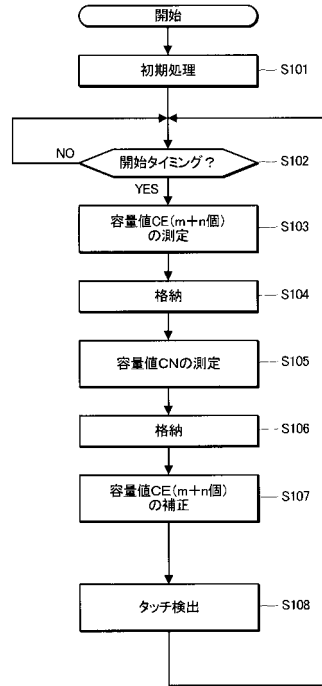 開始
初期処理
S101
NO
開始タイミング?
S102
YES
容量値CE(m+n個)
の測定
S103
格納
S104
容量値CNの測定
S105
格納
S106
容量値CE(m+n個)
の補正
S107
タッチ検出
S108